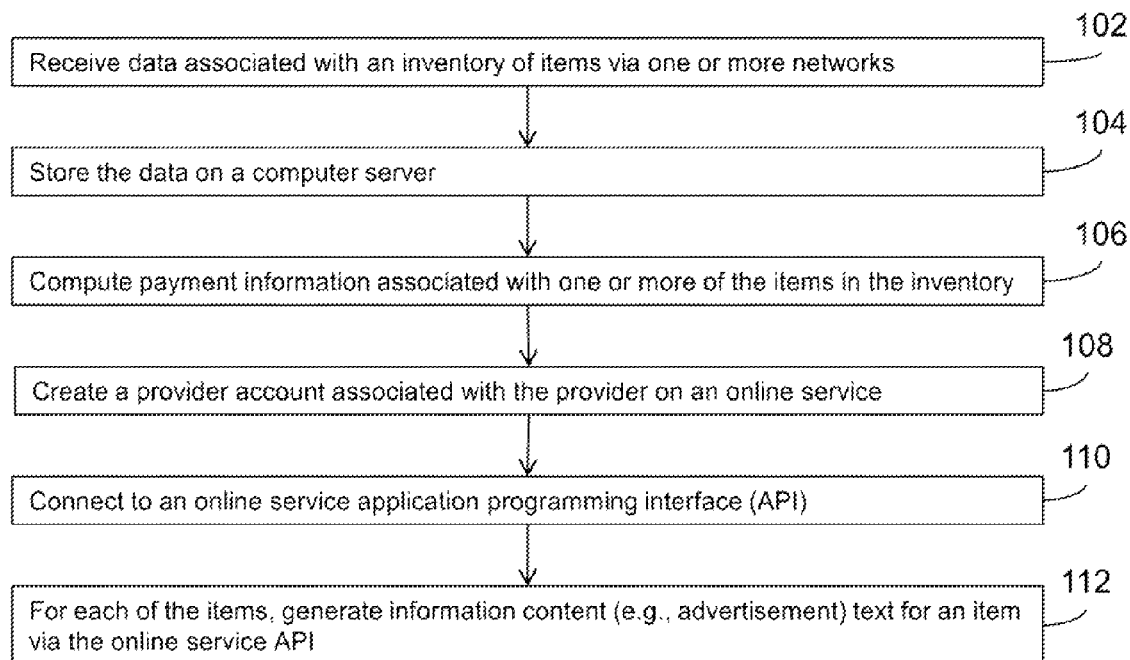 102
Receive data associated with an inventory of items via one or more networks
104
Store the data on a computer server
106
Compute payment information associated with one or more of the items in the inventory
108
Create a provider account associated with the provider on an online service
110
Connect to an online service application programming interface (API)
112
For each of the items, generate information content (e.g., advertisement) text for an item
via the online service API